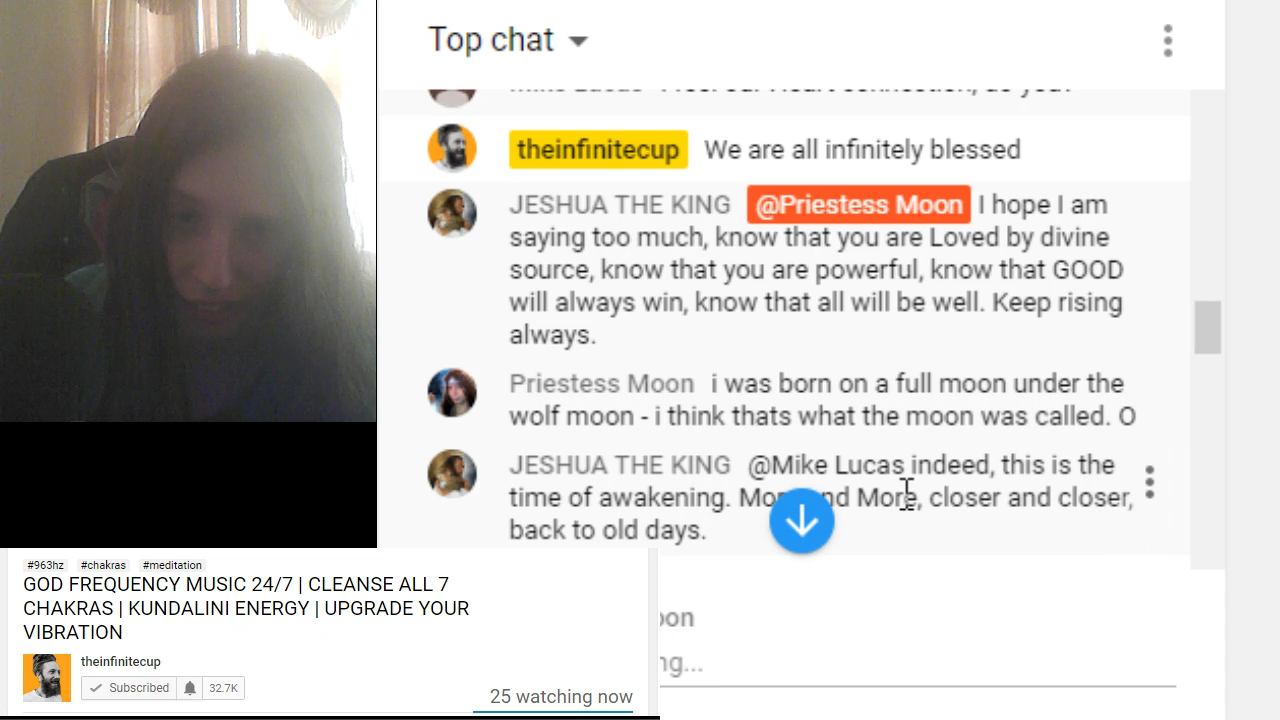 Top chat
theinfinitecup We are all infinitely blessed
JESHUA THE KING @Priestess Moon I hope I am
saying too much, know that you are Loved by divine
source, know that you are powerful, know that GOOD
will always win, know that all will be well. Keep rising
always.
Priestess Moon i was born on a full moon under the
wolf moon - i think thats what the moon was called. O
JESHUA THE KING @Mike Lucas indeed, this is the
time of awakening. More, closer and closer,
back to old days.
#963hz #chakras #meditation
GOD FREQUENCY MUSIC 24/7 | CLEANSE ALL 7
CHAKRAS | KUNDALINI ENERGY | UPGRADE YOUR
VIBRATION
theinfinitecup
Subscribed 32.7K
25 watching now